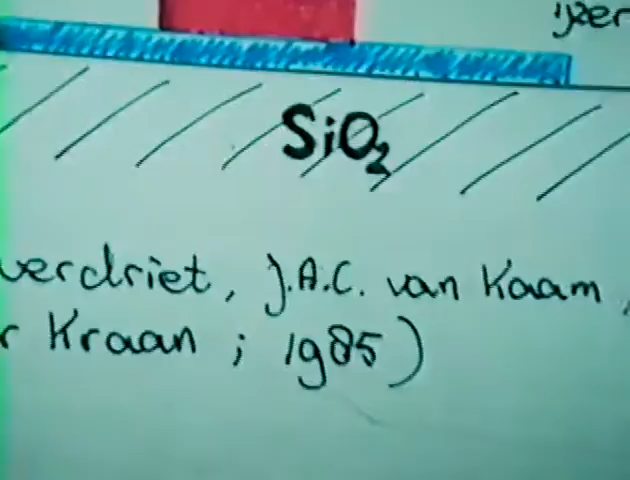 ijzer
SiO2
verdriet, J.A.C. van Kaam,
r Kraan ; 1985)